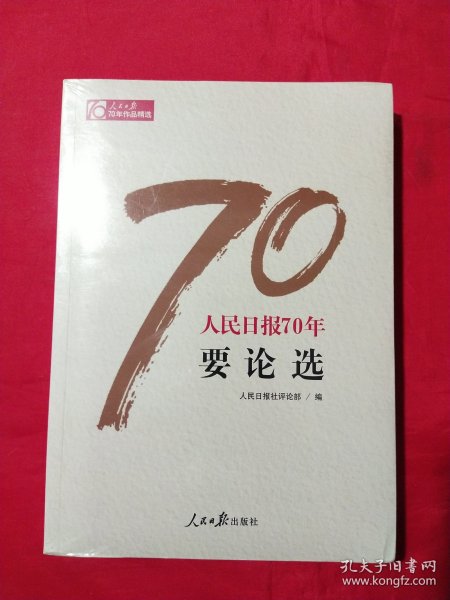 70 人民日报
70年作品精选
70
人民日报70年
要论选
人民日报社评论部 / 编
人民日报出版社
孔夫子旧书网
www.kongfz.com